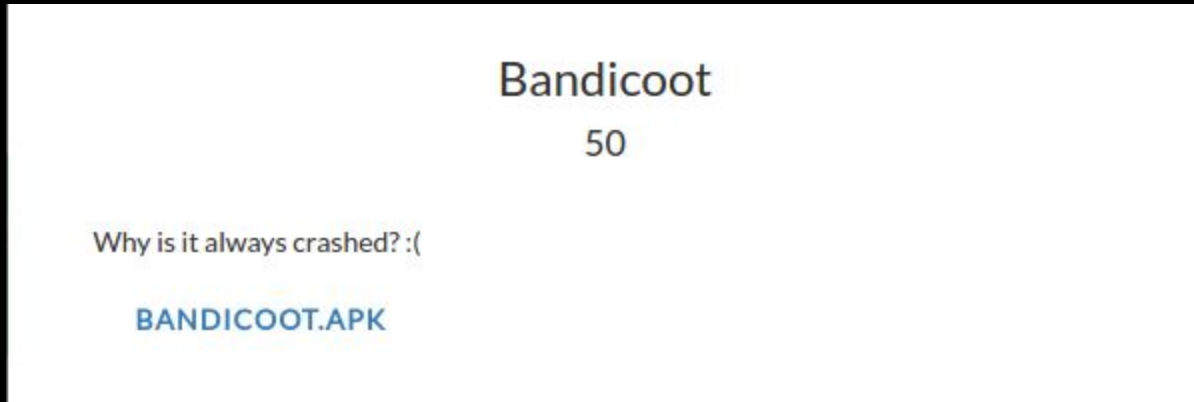 Bandicoot
50
Why is it always crashed? :(
BANDICOOT.APK